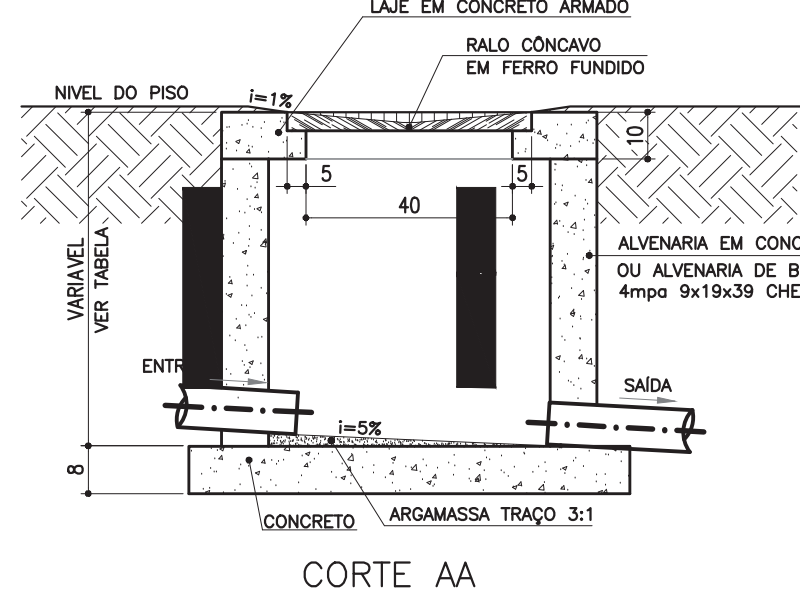 LAJE EM CONCRETO ARMADO
RALO CÔNCAVO
EM FERRO FUNDIDO
NIVEL DO PISO
i=1%
10
5
5
40
VARIAVEL
VER TABELA
ALVENARIA EM CONC
OU ALVENARIA DE B
4mpa 9x19x39 CHE
ENTR
SAÍDA
i=5%
8
CONCRETO
ARGAMASSA TRAÇO 3:1
CORTE AA